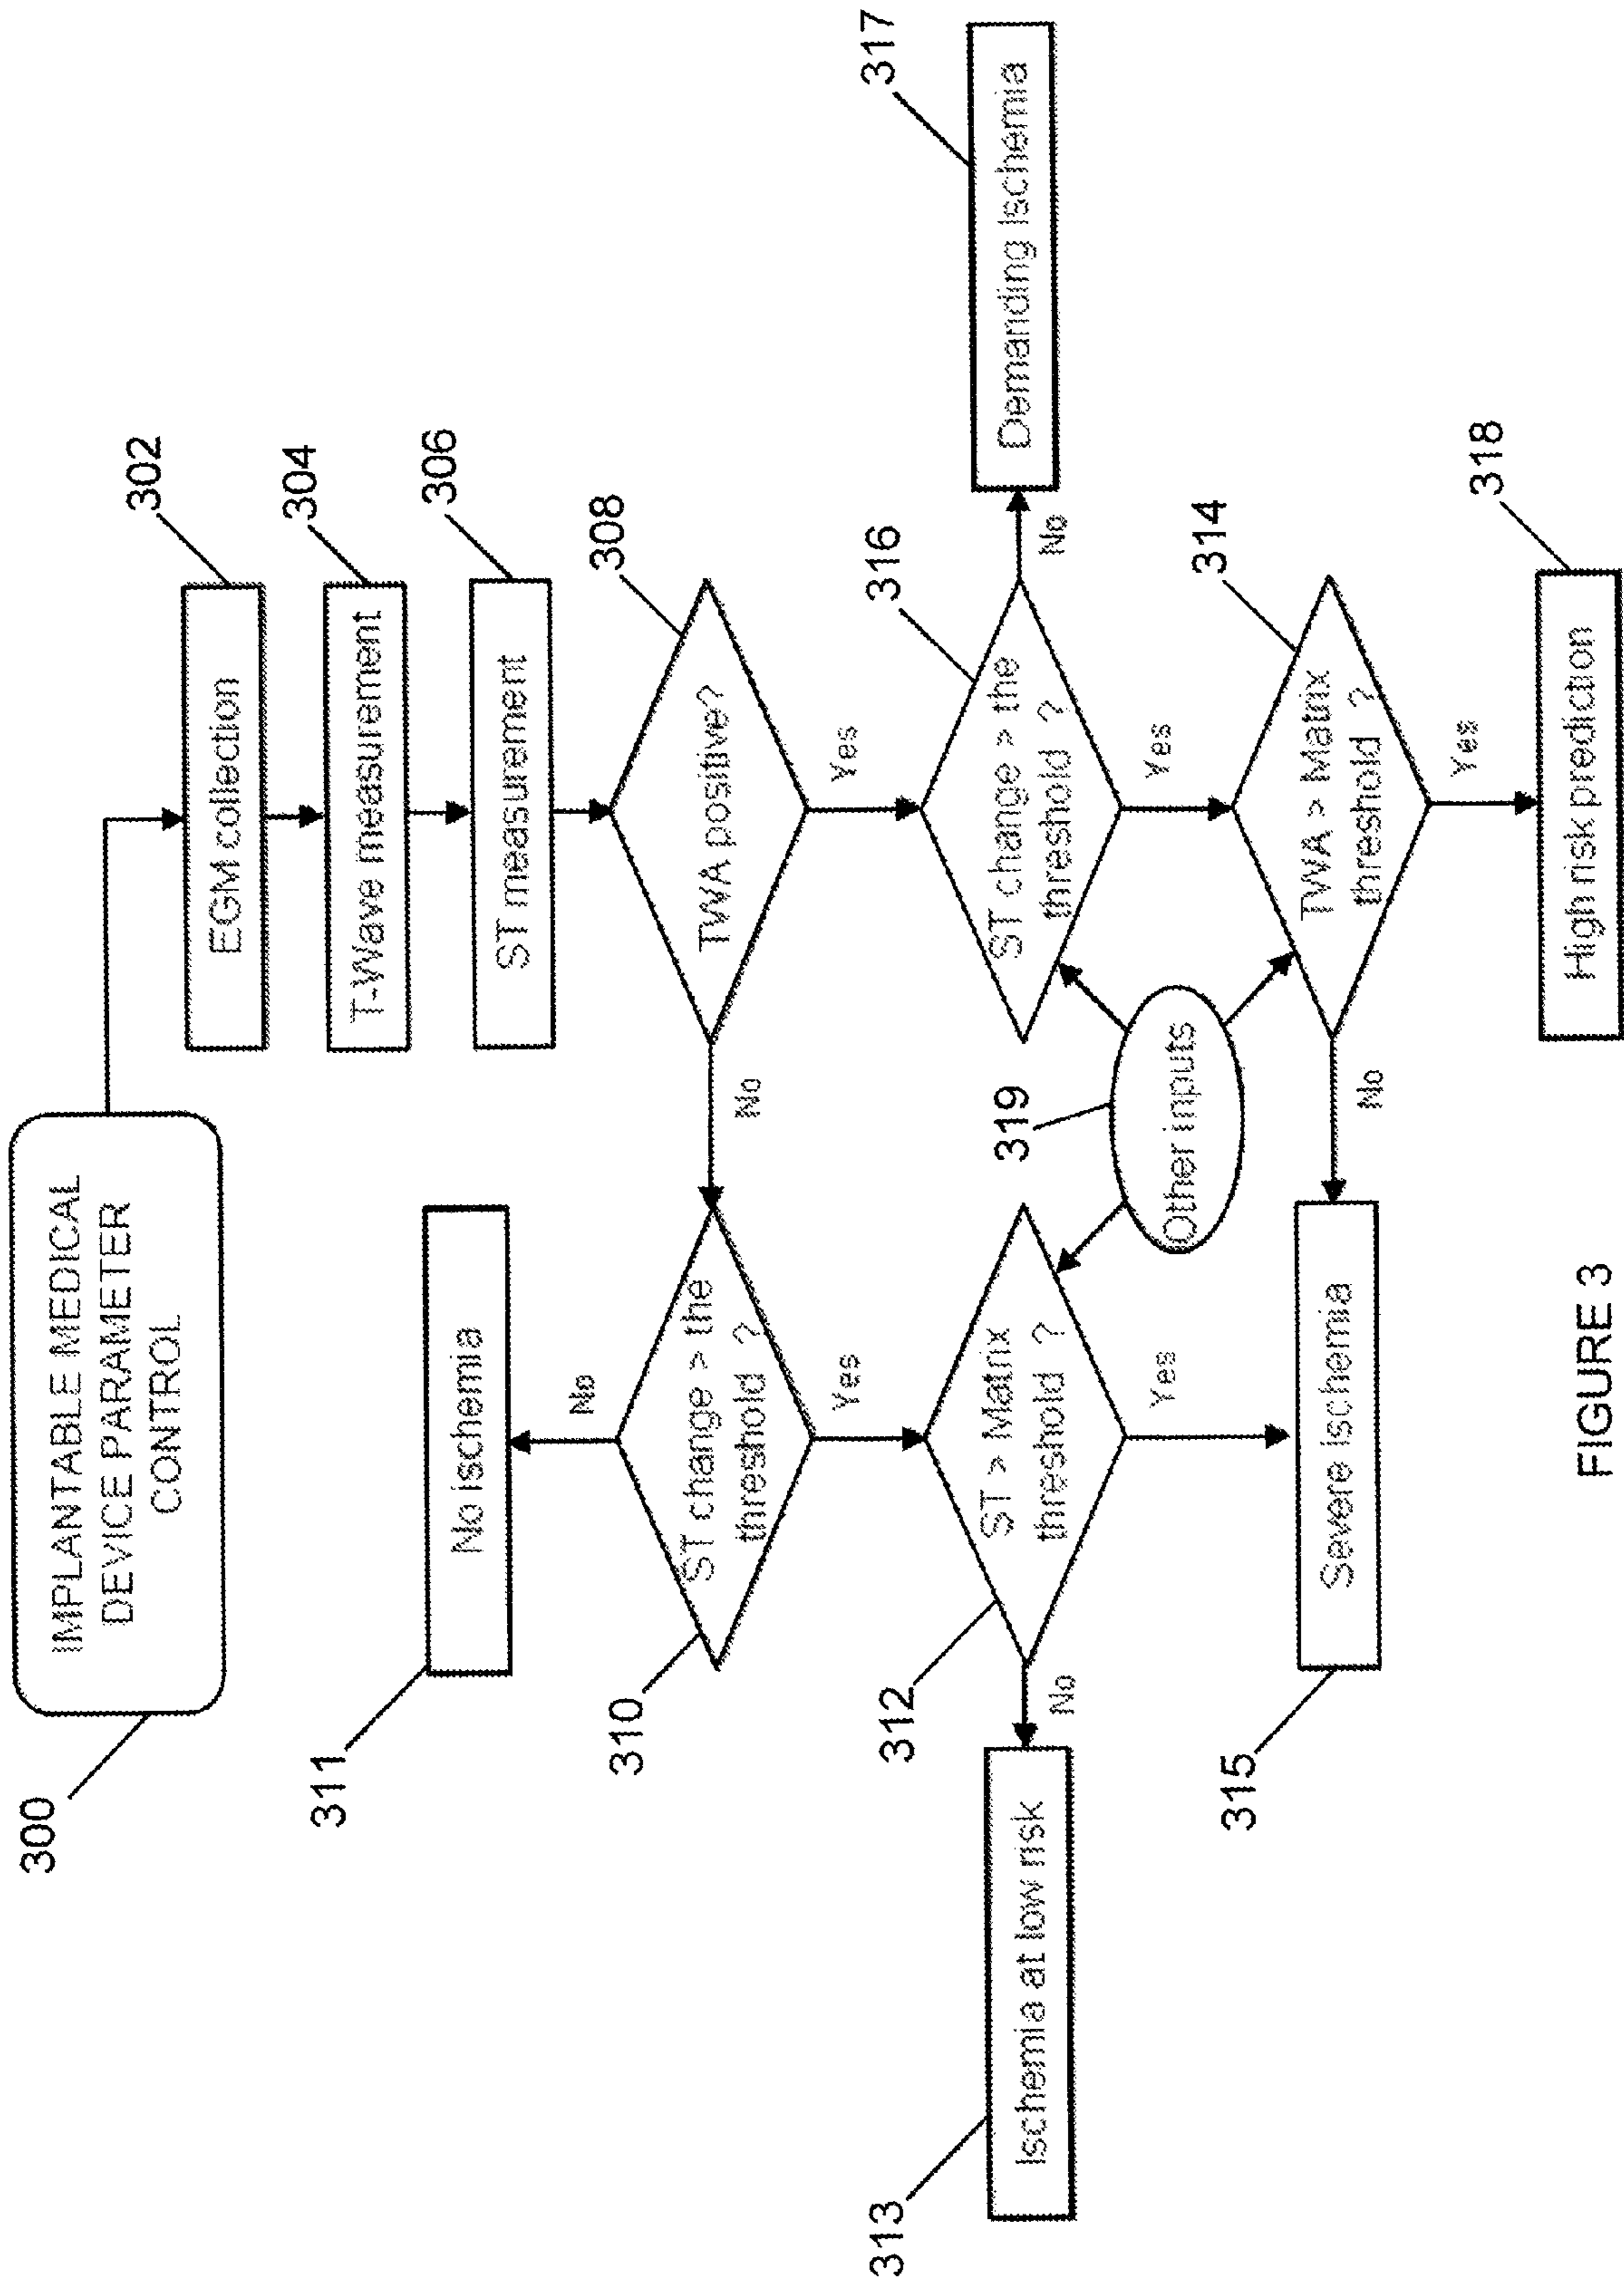 300
IMPLANTABLE MEDICAL
DEVICE PARAMETER
CONTROL
302
EGM collection
304
T-Wave measurement
306
ST measurement
308
TWA positive?
No
Yes
311
No ischemia
No
310
ST change > the
threshold ?
Yes
316
ST change > the
threshold ?
No
317
Demanding Ischemia
Yes
312
ST > Matrix
threshold ?
No
313
Ischemia at low risk
Yes
319
Other inputs
314
TWA > Matrix
threshold ?
No
Yes
315
Severe ischemia
318
High risk prediction
FIGURE 3